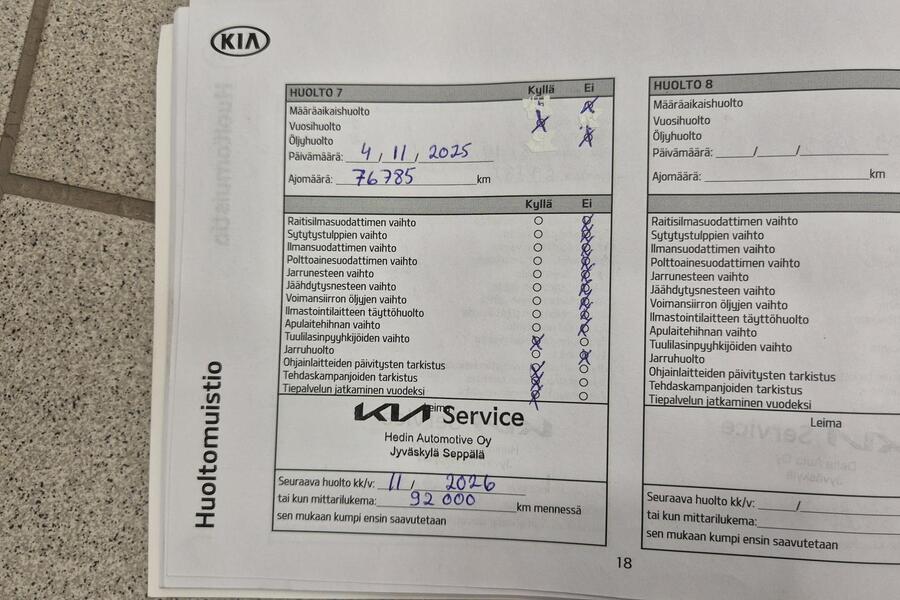 KIA
HUOLTO 7 Kyllä Ei
Määräaikaishuolto
Vuosihuolto
Öljyhuolto
Päivämäärä: 4 / 11 / 2025
Ajomäärä: 76785 km
Kyllä Ei
Raitisilmasuodattimen vaihto
Sytytystulppien vaihto
Ilmansuodattimen vaihto
Polttoainesuodattimen vaihto
Jarrunesteen vaihto
Jäähdytysnesteen vaihto
Voimansiirron öljyjen vaihto
Ilmastointilaitteen täyttöhuolto
Apulaitehihnan vaihto
Tuulilasinpyyhkijöiden vaihto
Jarruhuolto
Ohjainlaitteiden päivitysten tarkistus
Tehdaskampanjoiden tarkistus
Tiepalvelun jatkaminen vuodeksi
Leima
KIA Service
Hedin Automotive Oy
Jyväskylä Seppälä
Seuraava huolto kk/v: 11 / 2026
tai kun mittarilukema: 92 000 km mennessä
sen mukaan kumpi ensin saavutetaan
HUOLTO 8
Määräaikaishuolto
Vuosihuolto
Öljyhuolto
Päivämäärä: / /
Ajomäärä: km
Raitisilmasuodattimen vaihto
Sytytystulppien vaihto
Ilmansuodattimen vaihto
Polttoainesuodattimen vaihto
Jarrunesteen vaihto
Jäähdytysnesteen vaihto
Voimansiirron öljyjen vaihto
Ilmastointilaitteen täyttöhuolto
Apulaitehihnan vaihto
Tuulilasinpyyhkijöiden vaihto
Jarruhuolto
Ohjainlaitteiden päivitysten tarkistus
Tehdaskampanjoiden tarkistus
Tiepalvelun jatkaminen vuodeksi
Leima
Seuraava huolto kk/v: /
tai kun mittarilukema:
sen mukaan kumpi ensin saavutetaan
Huoltomuistio
18